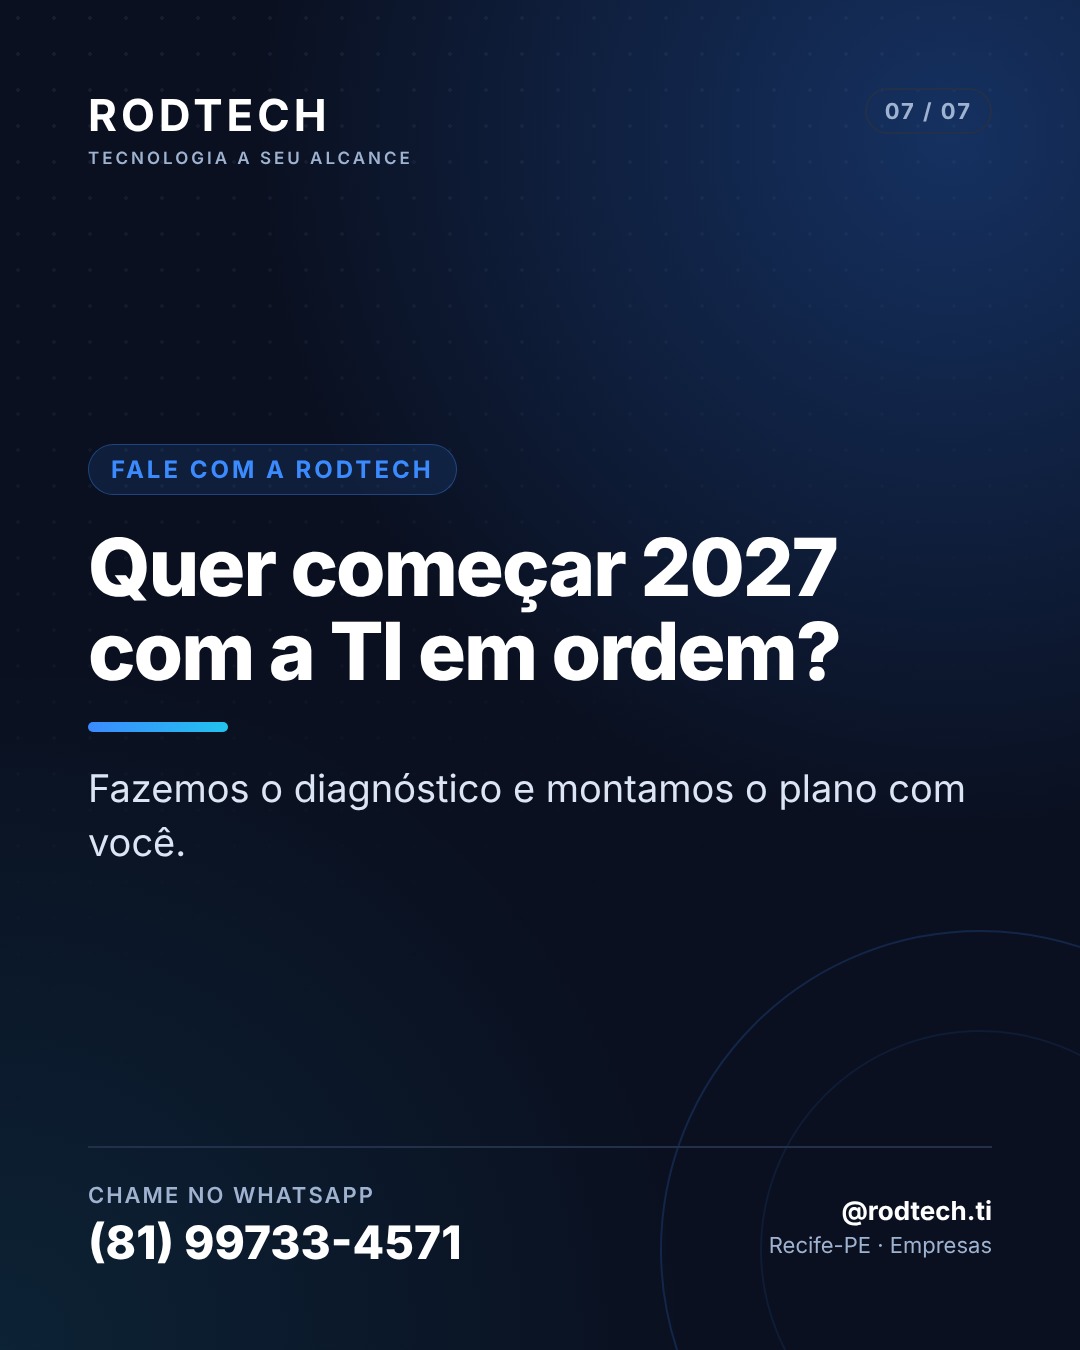 RODTECH
TECNOLOGIA A SEU ALCANCE
07 / 07
FALE COM A RODTECH
Quer começar 2027
com a TI em ordem?
Fazemos o diagnóstico e montamos o plano com
você.
CHAME NO WHATSAPP
(81) 99733-4571
@rodtech.ti
Recife-PE · Empresas